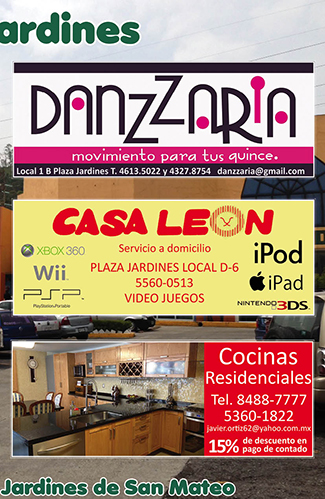 ardines
DANZZARIA
movimiento para tus quince.
Local 1 B Plaza Jardines T. 4613.5022 y 4327.8754 danzzaria@gmail.com
CASA LEON
XBOX 360
Servicio a domicilio
iPod
Wii
PLAZA JARDINES LOCAL D-6
iPad
5560-0513
PSP
VIDEO JUEGOS
PlayStation Portable
NINTENDO 3DS
Cocinas
Residenciales
Tel. 8488-7777
5360-1822
javier.ortiz62@yahoo.com.mx
15% de descuento en
pago de contado
Jardines de San Mateo